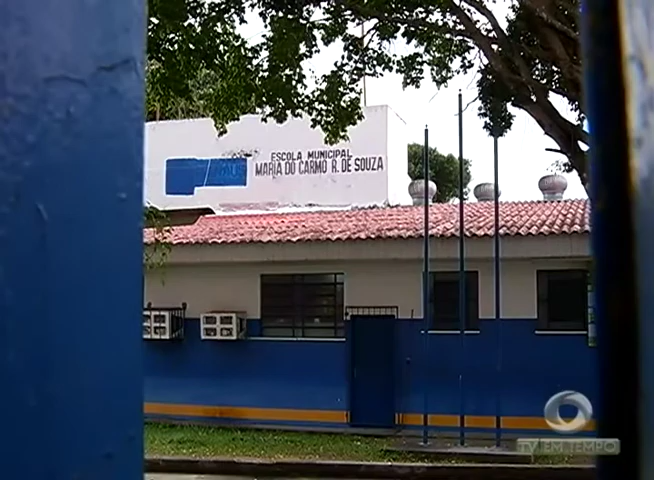 ESCOLA MUNICIPAL
MARIA DO CARMO R. DE SOUZA
TV EM TEMPO